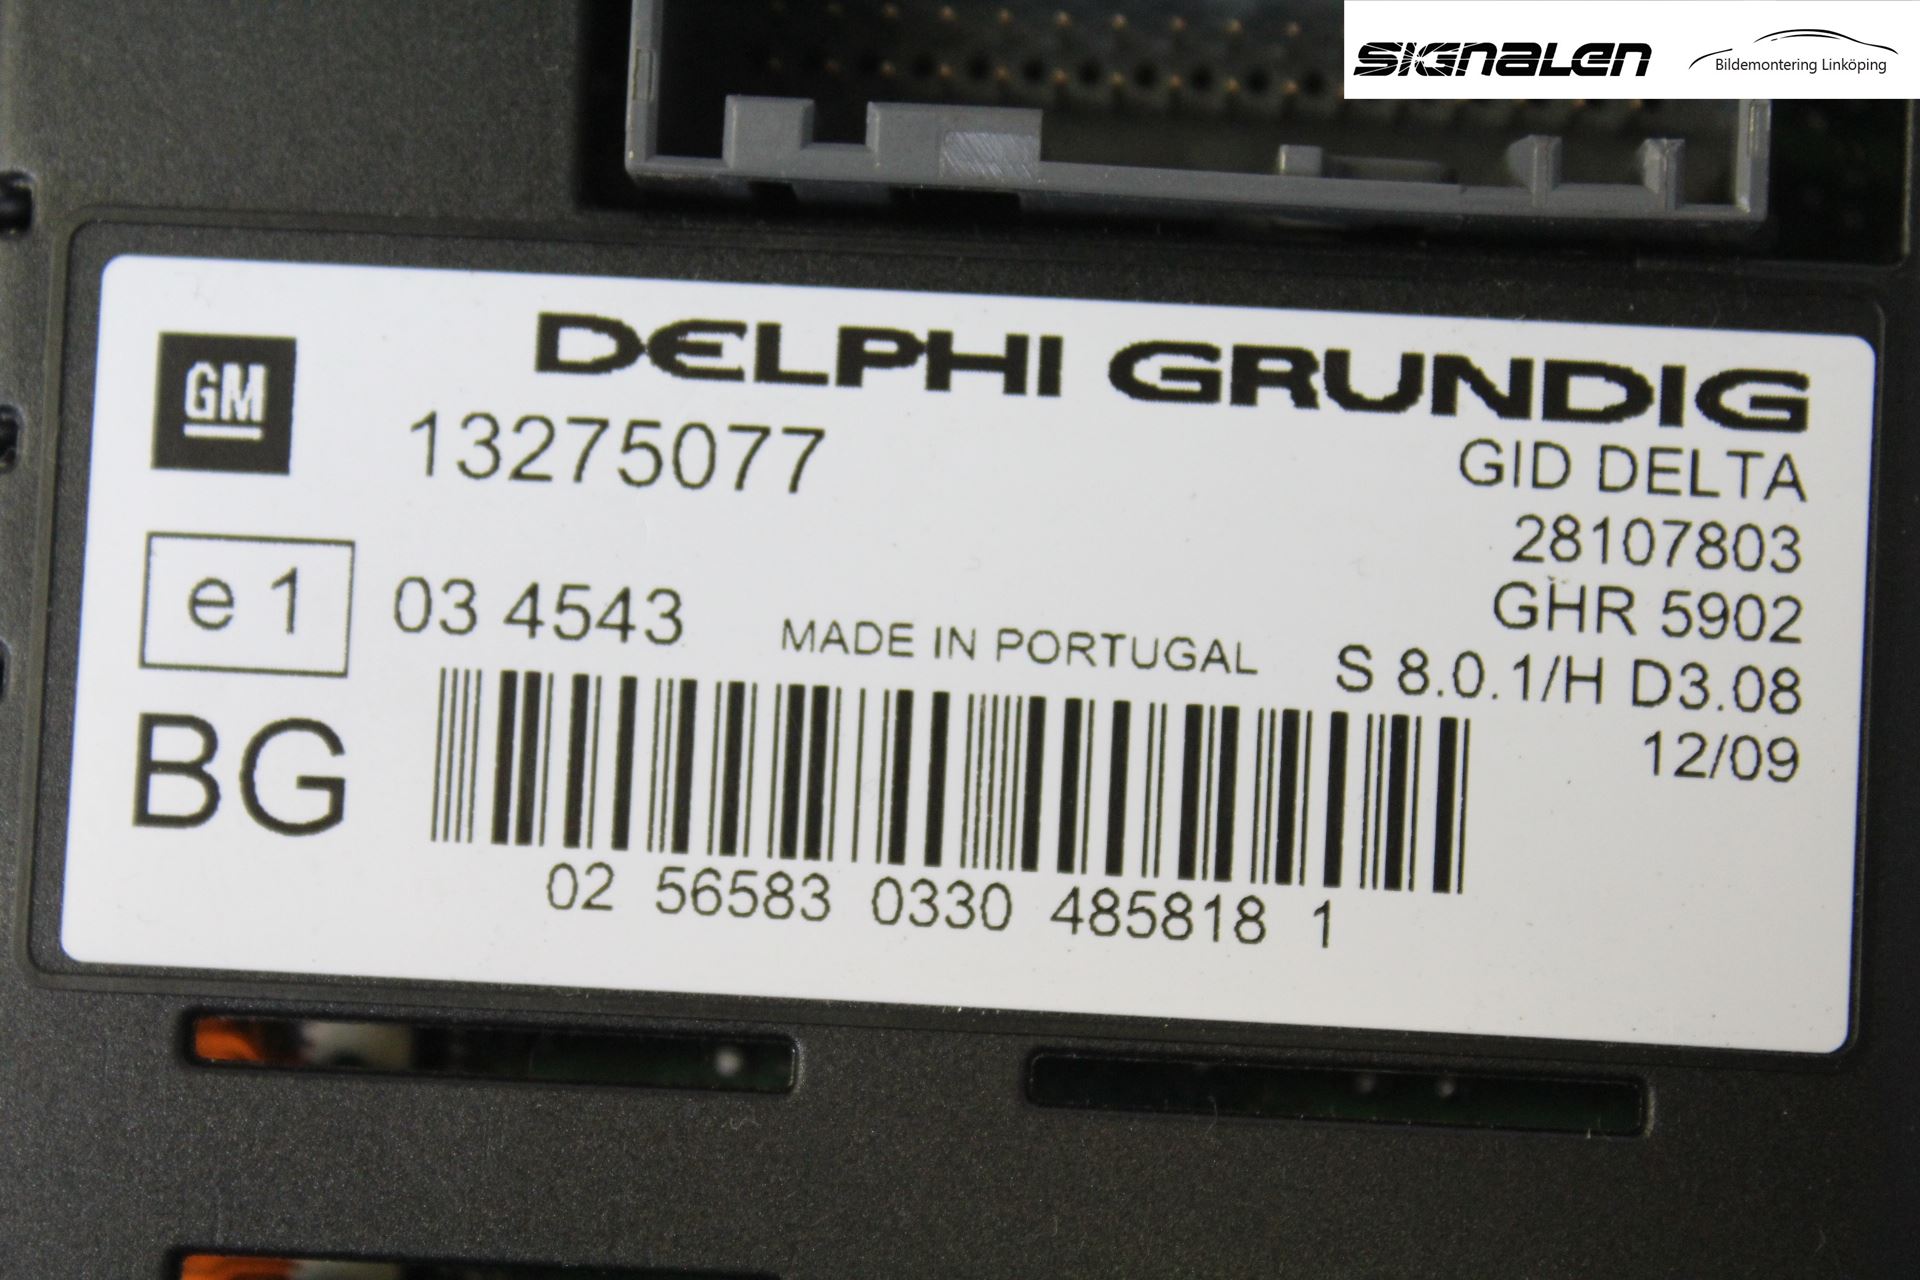 SIGNALEN
Bildemontering Linköping
DELPHI GRUNDIG
GM
13275077
GID DELTA
28107803
GHR 5902
e1 03 4543
MADE IN PORTUGAL
S 8.0.1/H D3.08
12/09
BG
02 56583 0330 485818 1